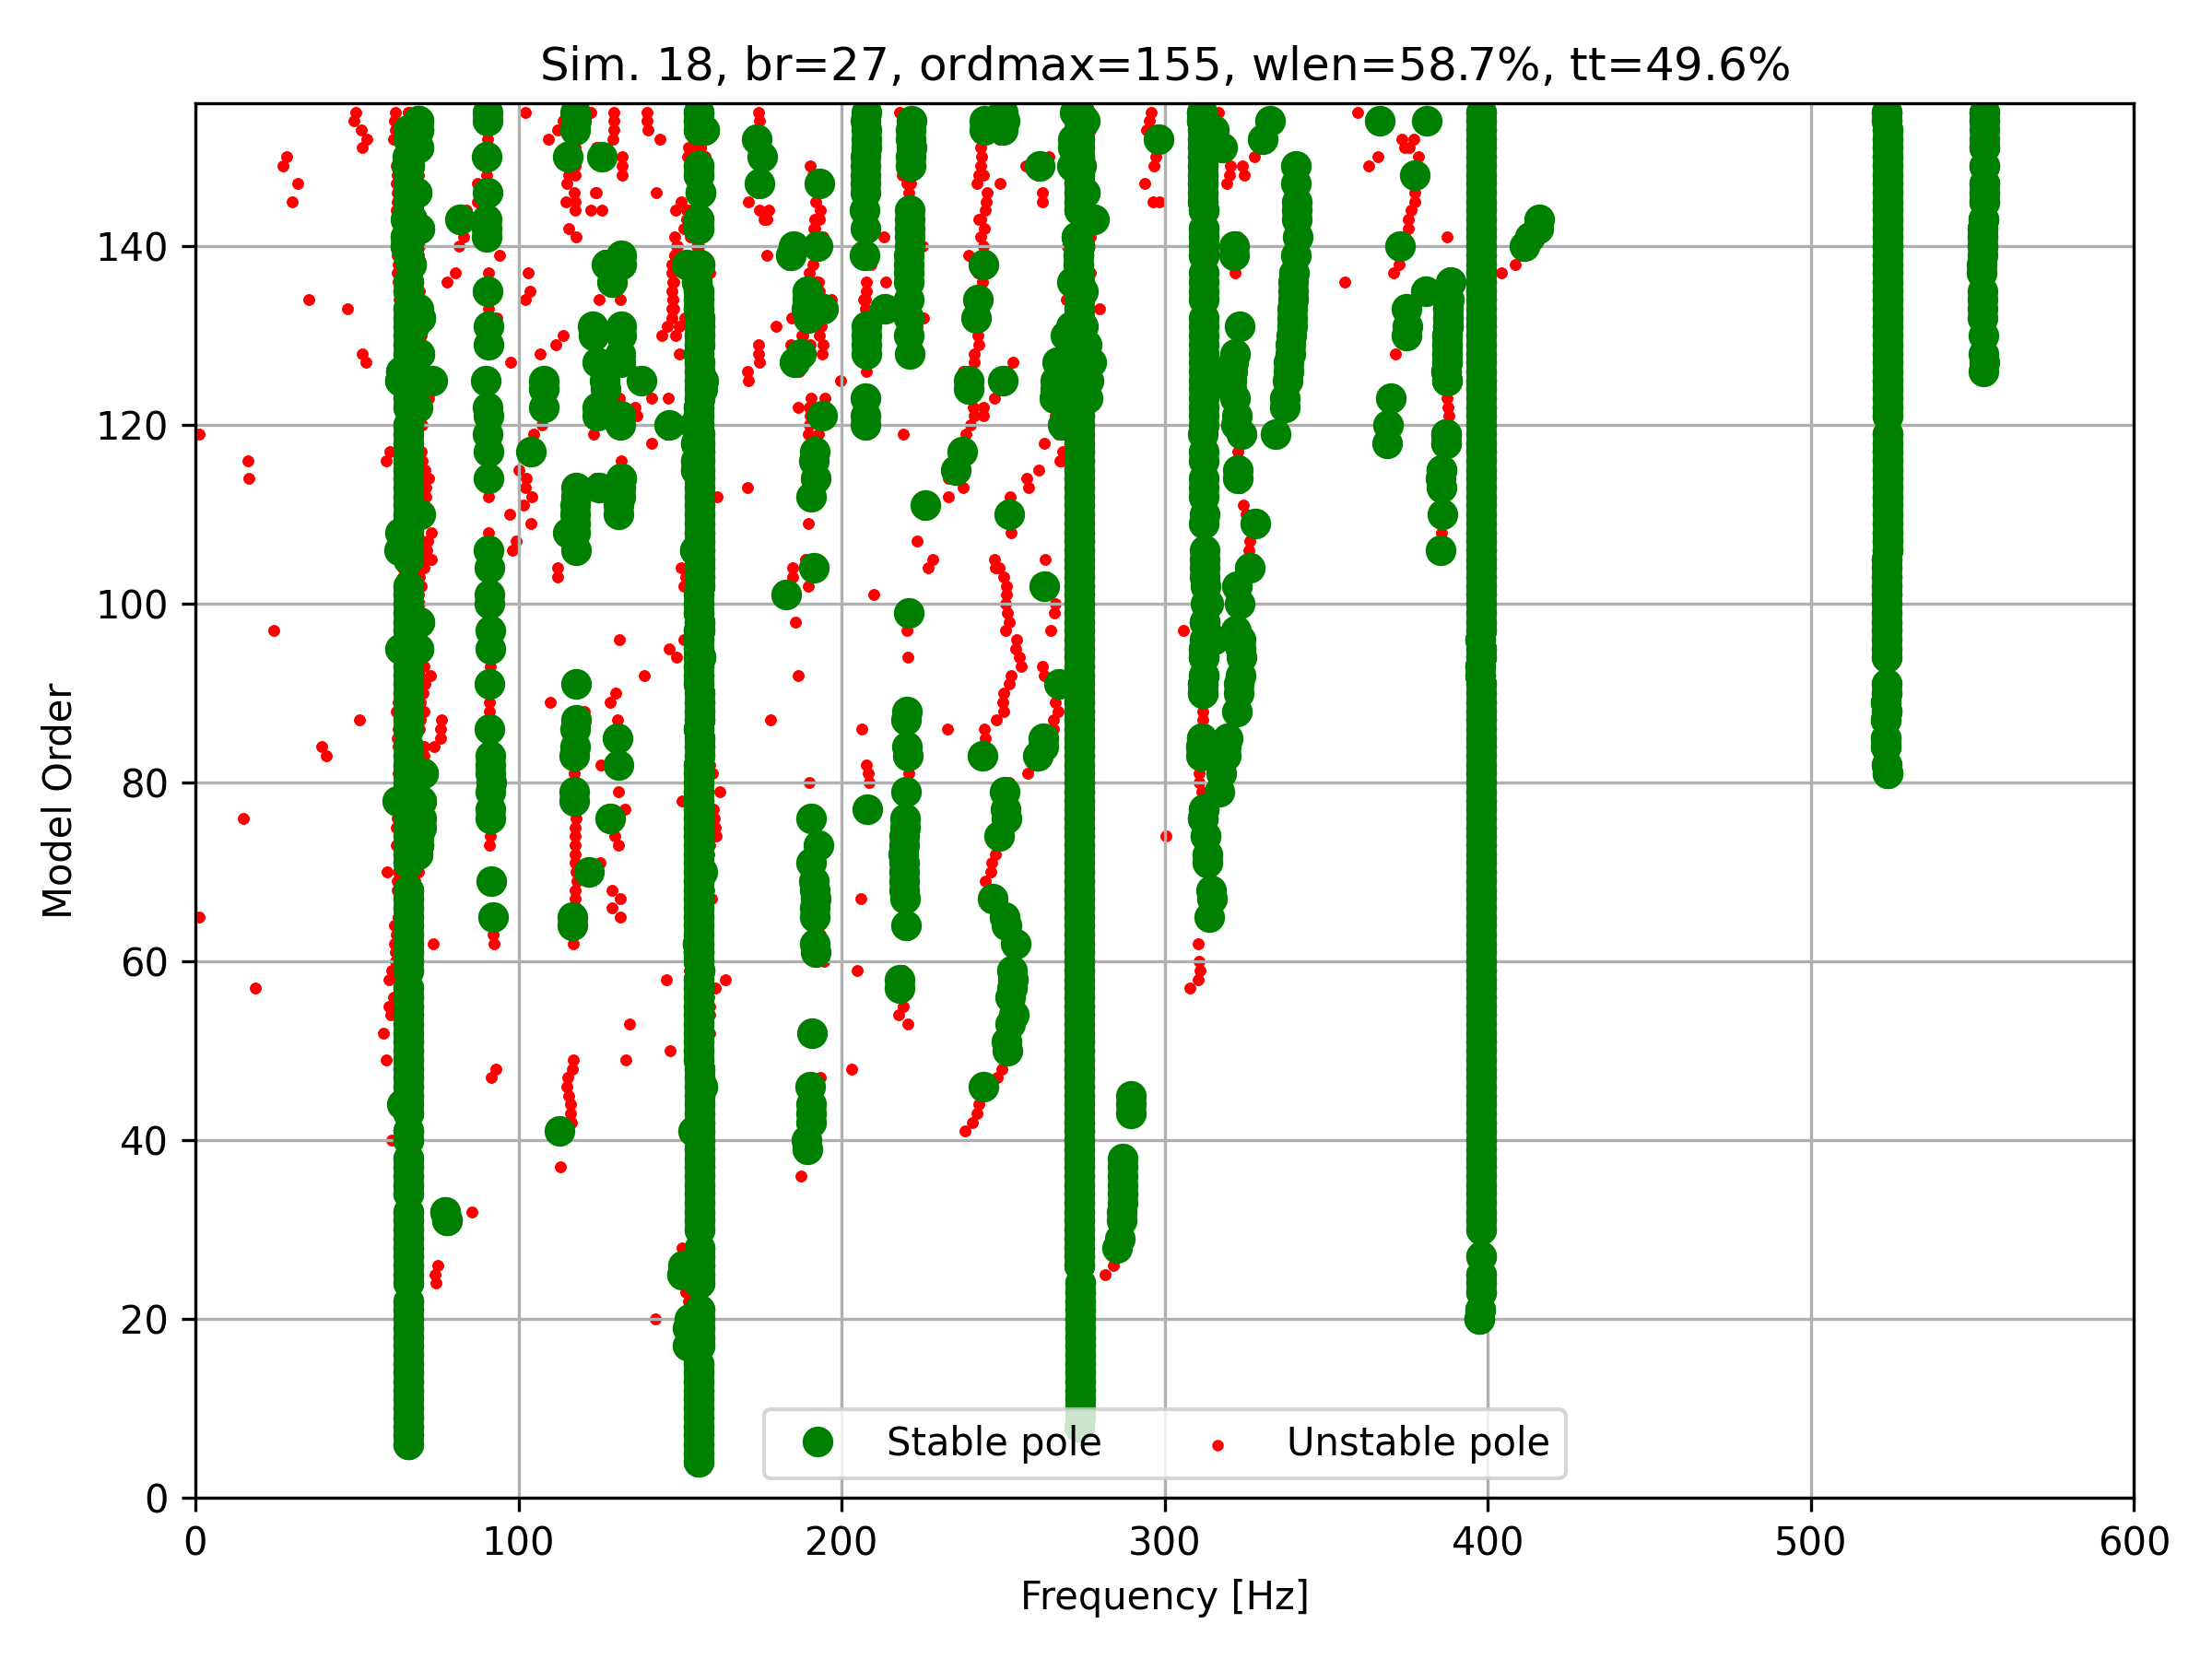 Sim. 18, br=27, ordmax=155, wlen=58.7%, tt=49.6%
Model Order
140
120
100
80
60
40
20
0
Stable pole
Unstable pole
0 100 200 300 400 500 600
Frequency [Hz]